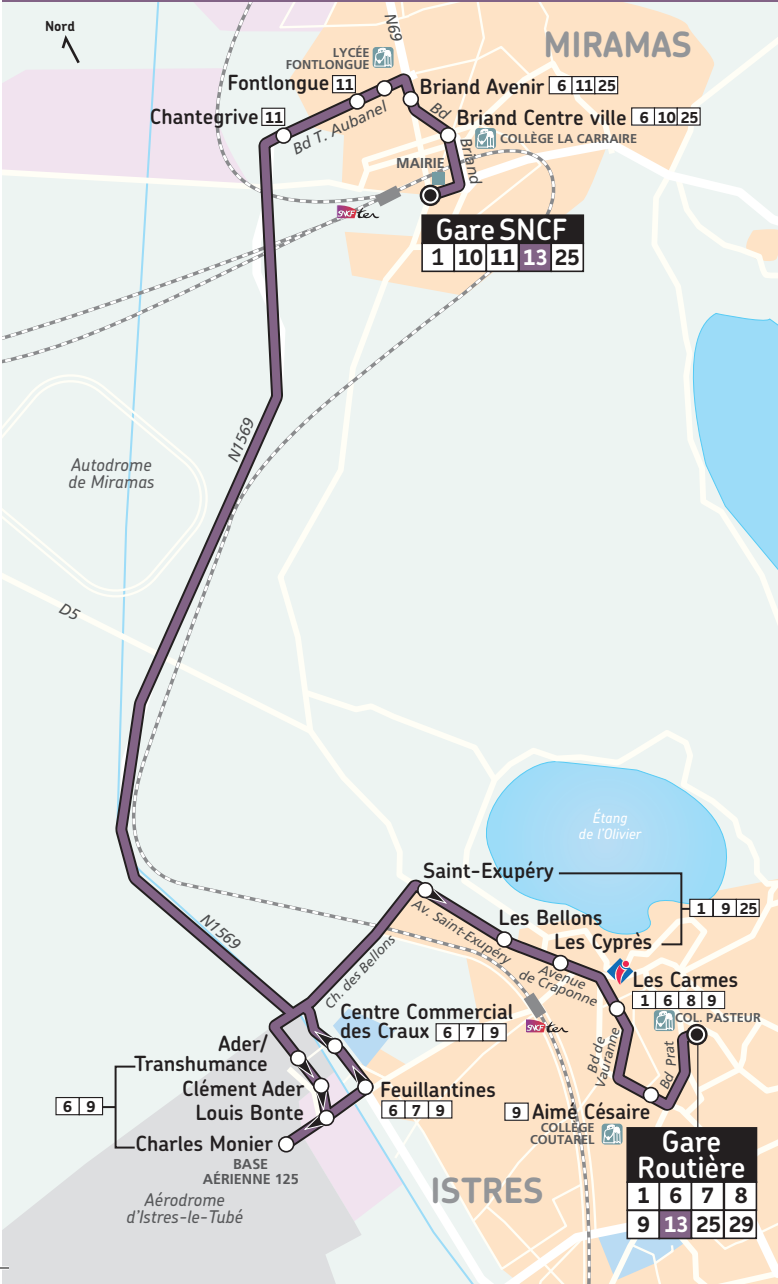 Nord
N69
MIRAMAS
LYCÉE
FONTLONGUE
Fontlongue 11
Briand Avenir 6 11 25
Chantegrive 11
Bd T. Aubanel
Bd Briand
Briand Centre ville 6 10 25
COLLÈGE LA CARRAIRE
MAIRIE
SNCF ter
Gare SNCF
1 10 11 13 25
N1569
Autodrome
de Miramas
D5
Étang
de l'Olivier
Saint-Exupéry
1 9 25
Av. Saint-Exupéry
Les Bellons
Les Cyprès
N1569
Ch. des Bellons
Avenue
de Craponne
Les Carmes
1 6 8 9
COL. PASTEUR
SNCF ter
Centre Commercial
des Craux 6 7 9
Bd de
Vauranne
Bd Prat
Ader/
Transhumance
Clément Ader
Louis Bonte
6 9
Charles Monier
Feuillantines
6 7 9
9 Aimé Césaire
COLLÈGE
COUTAREL
BASE
AÉRIENNE 125
Aérodrome
d'Istres-le-Tubé
ISTRES
Gare
Routière
1 6 7 8
9 13 25 29